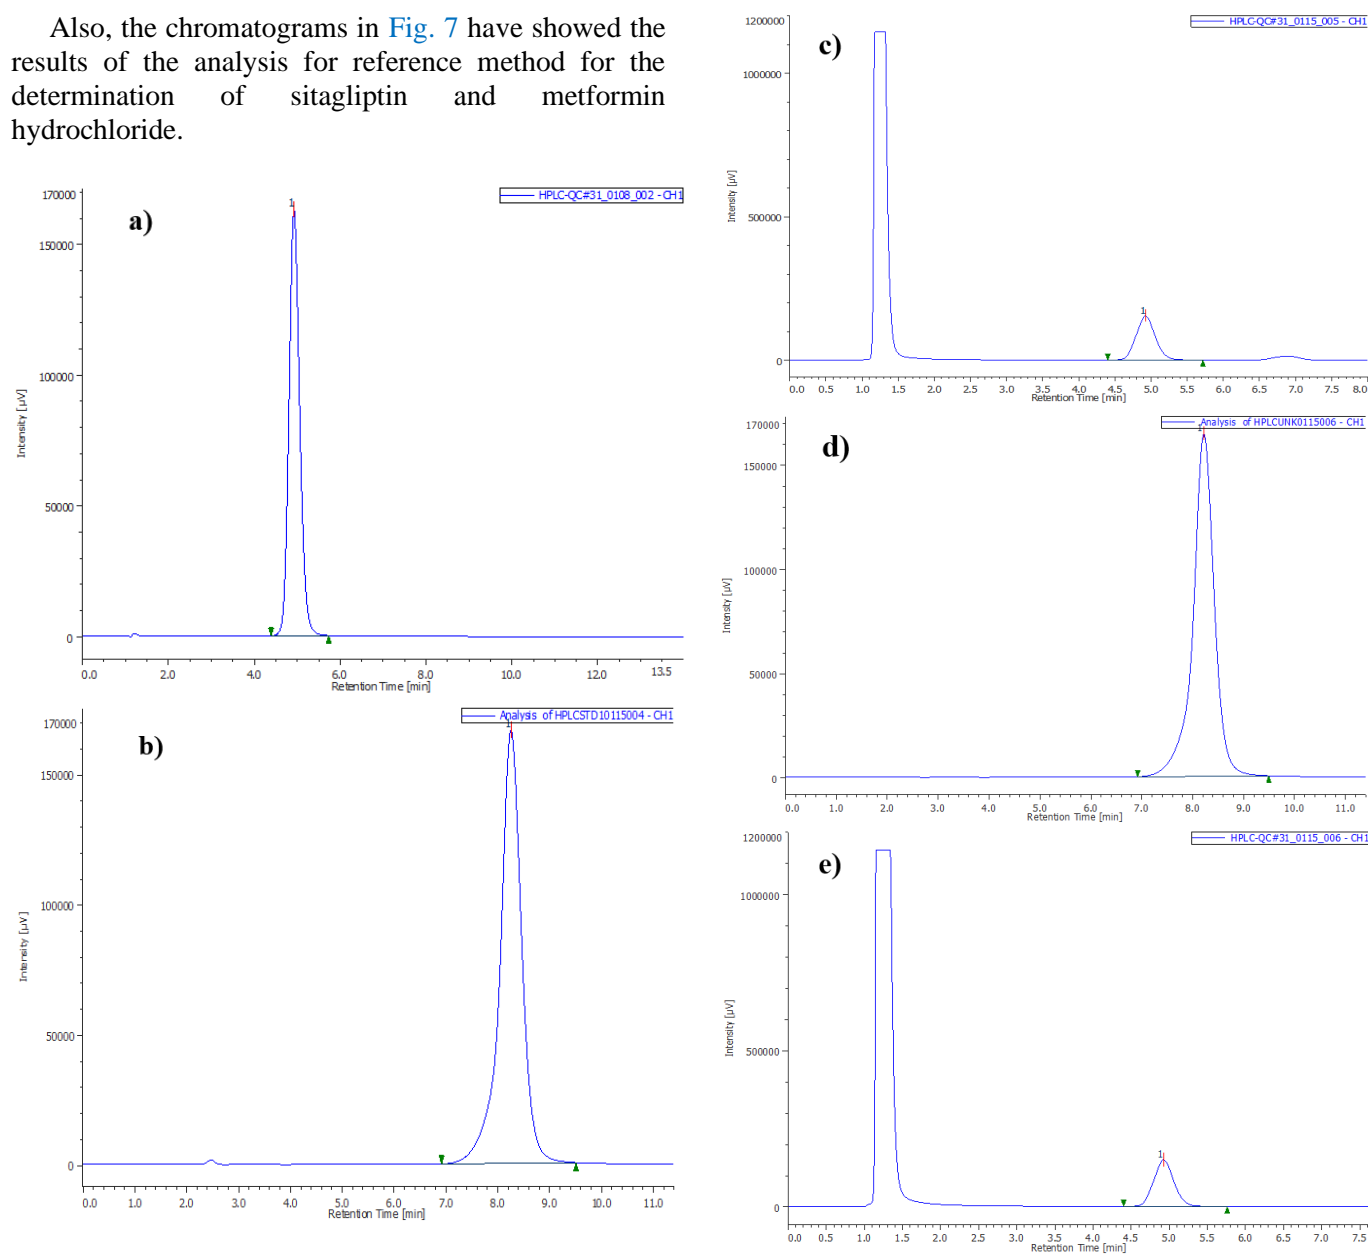 Also, the chromatograms in Fig. 7 have showed the
results of the analysis for reference method for the
determination of sitagliptin and metformin
hydrochloride.
a)
HPLC-QC#31_0108_002 - CH1
1
170000
150000
100000
50000
0
Intensity [µV]
0.0 2.0 4.0 6.0 8.0 10.0 12.0 13.5
Retention Time [min]
b)
Analysis of HPLCSTD10115004 - CH1
1
170000
150000
100000
50000
0
Intensity [µV]
0.0 1.0 2.0 3.0 4.0 5.0 6.0 7.0 8.0 9.0 10.0 11.0
Retention Time [min]
c)
HPLC-QC#31_0115_005 - CH1
1
1200000
1000000
500000
0
Intensity [µV]
0.0 0.5 1.0 1.5 2.0 2.5 3.0 3.5 4.0 4.5 5.0 5.5 6.0 6.5 7.0 7.5 8.0
Retention Time [min]
d)
Analysis of HPLCUNK0115006 - CH1
1
170000
150000
100000
50000
0
Intensity [µV]
0.0 1.0 2.0 3.0 4.0 5.0 6.0 7.0 8.0 9.0 10.0 11.0
Retention Time [min]
e)
HPLC-QC#31_0115_006 - CH1
1
1200000
1000000
500000
0
Intensity [µV]
0.0 0.5 1.0 1.5 2.0 2.5 3.0 3.5 4.0 4.5 5.0 5.5 6.0 6.5 7.0 7.5
Retention Time [min]